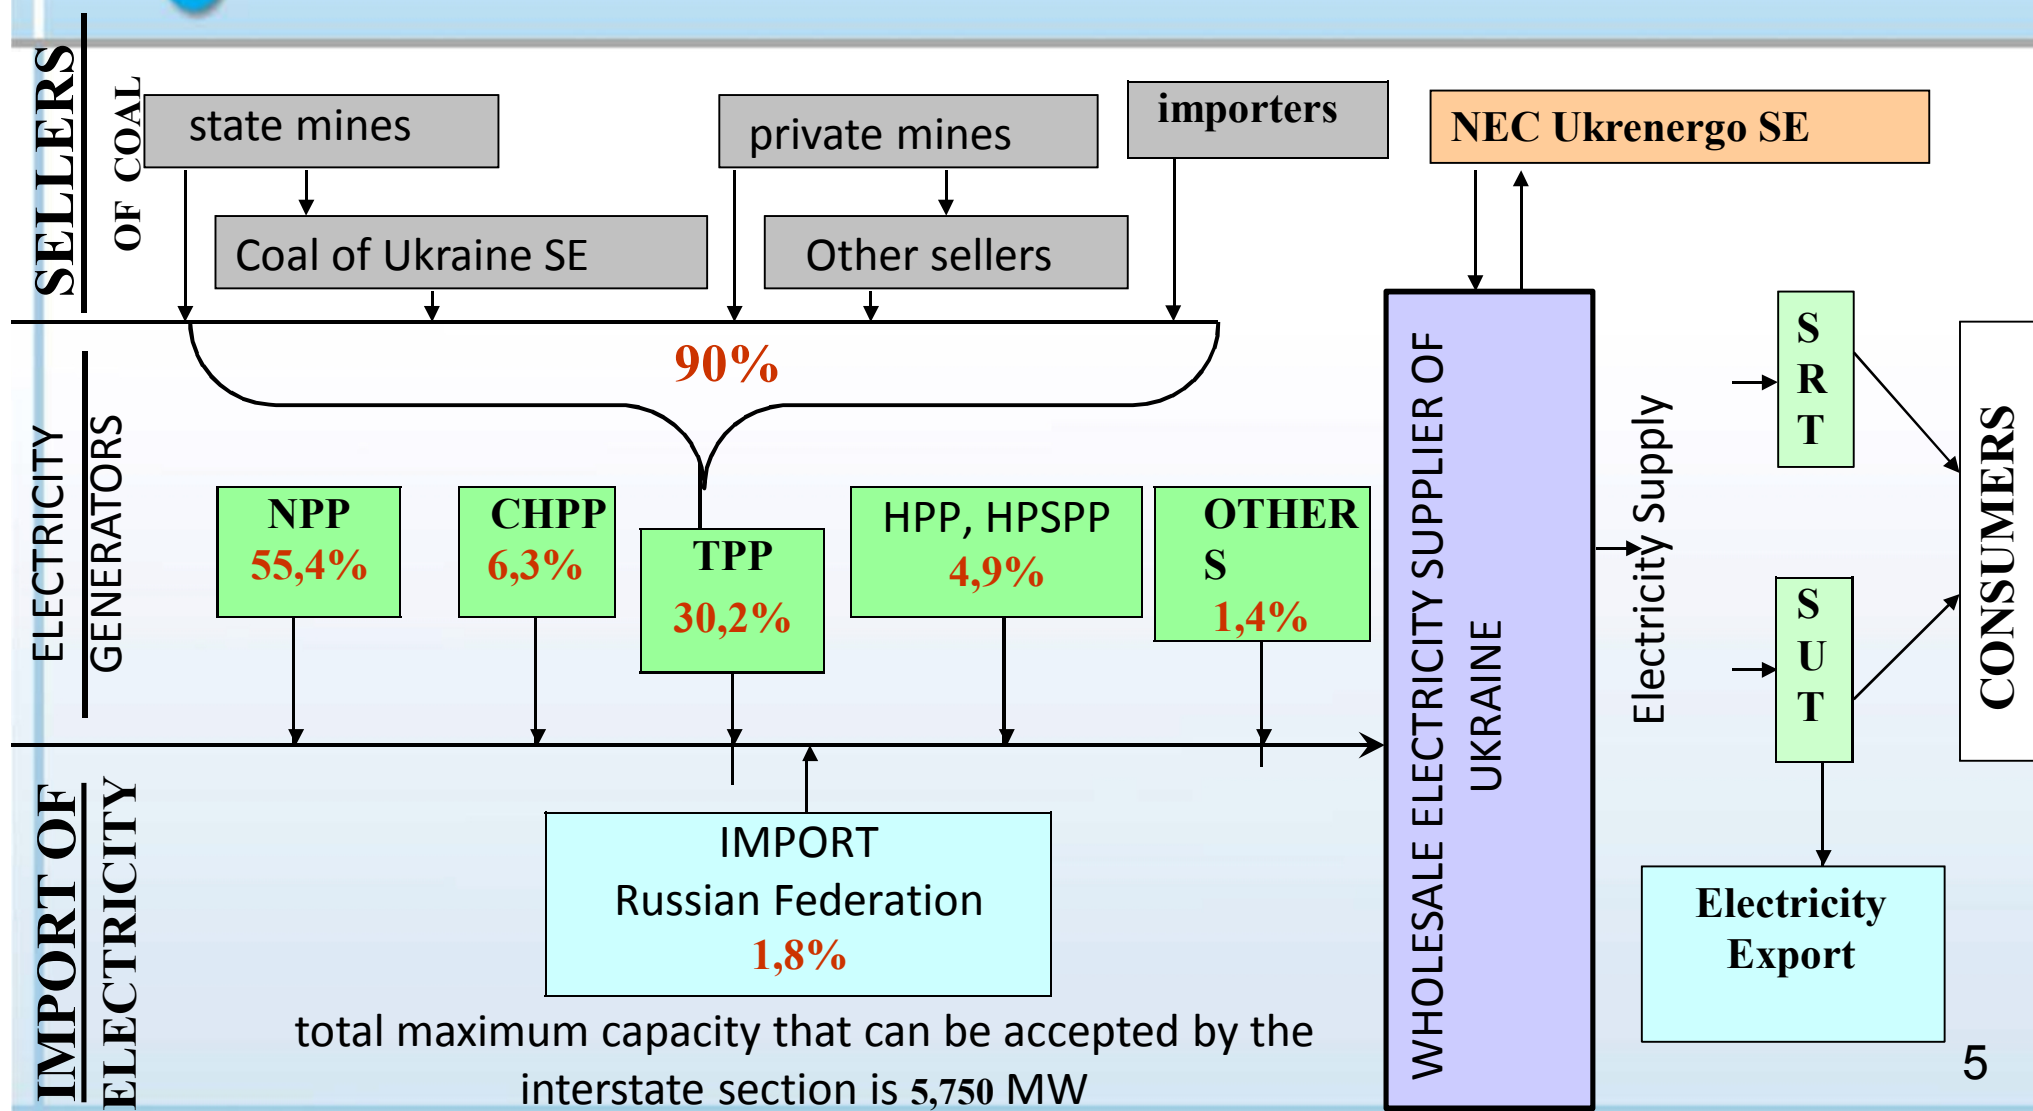 SELLERS
OF COAL
state mines
private mines
importers
NEC Ukrenergo SE
Coal of Ukraine SE
Other sellers
90%
ELECTRICITY
GENERATORS
NPP
55,4%
CHPP
6,3%
TPP
30,2%
HPP, HPSPP
4,9%
OTHER
S
1,4%
WHOLESALE ELECTRICITY SUPPLIER OF
UKRAINE
Electricity Supply
S
R
T
S
U
T
CONSUMERS
IMPORT OF
ELECTRICITY
IMPORT
Russian Federation
1,8%
Electricity
Export
total maximum capacity that can be accepted by the
interstate section is 5,750 MW
5